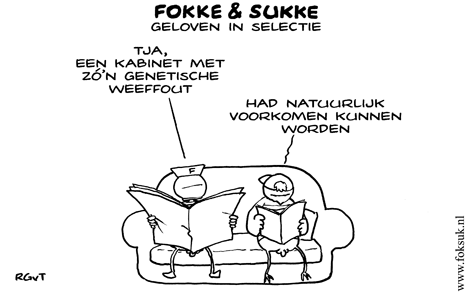 FOKKE & SUKKE
GELOVEN IN SELECTIE
TJA,
EEN KABINET MET
ZÓ'N GENETISCHE
WEEFFOUT
HAD NATUURLIJK
VOORKOMEN KUNNEN
WORDEN
F
RGvT
www.foksuk.nl